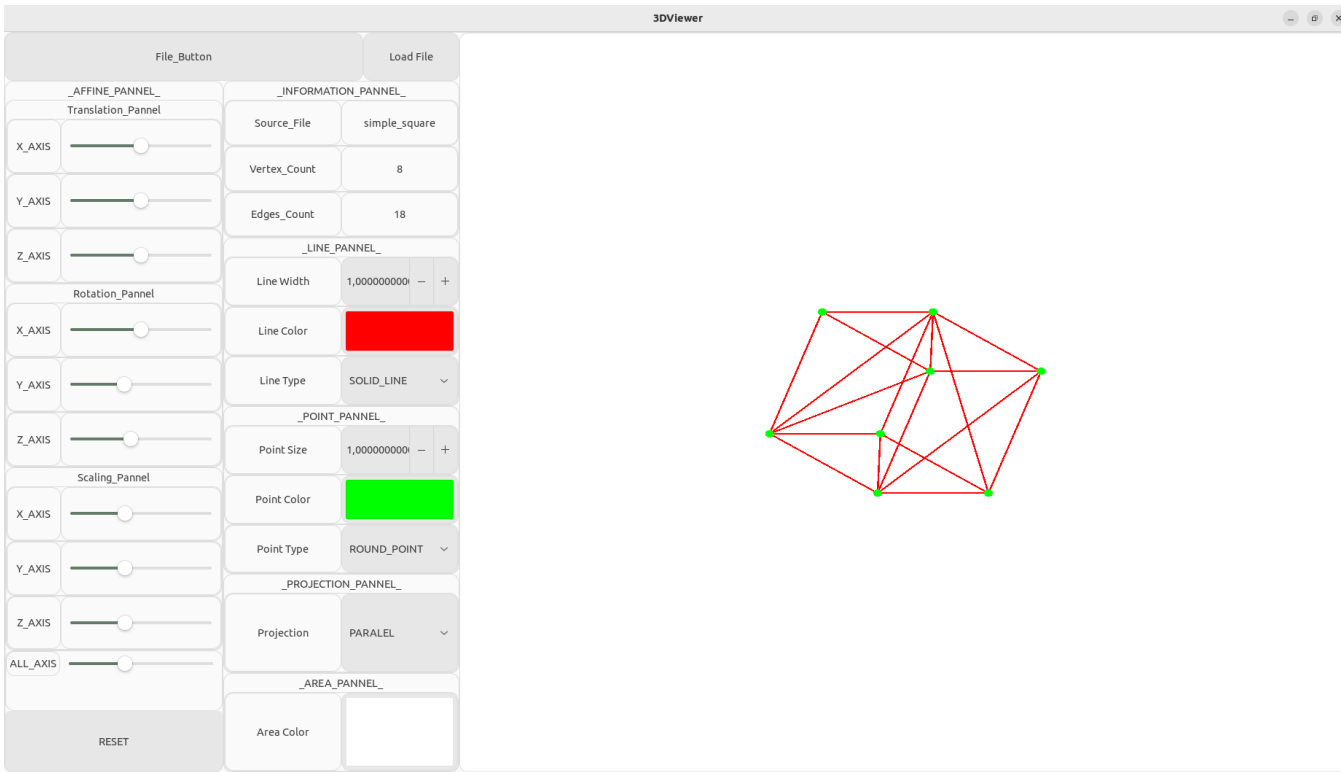 3DViewer
File_Button
Load File
_AFFINE_PANNEL_
Translation_Pannel
X_AXIS
Y_AXIS
Z_AXIS
Rotation_Pannel
X_AXIS
Y_AXIS
Z_AXIS
Scaling_Pannel
X_AXIS
Y_AXIS
Z_AXIS
ALL_AXIS
RESET
_INFORMATION_PANNEL_
Source_File simple_square
Vertex_Count 8
Edges_Count 18
_LINE_PANNEL_
Line Width 1,000000000 − +
Line Color
Line Type SOLID_LINE
_POINT_PANNEL_
Point Size 1,000000000 − +
Point Color
Point Type ROUND_POINT
_PROJECTION_PANNEL_
Projection PARALEL
_AREA_PANNEL_
Area Color